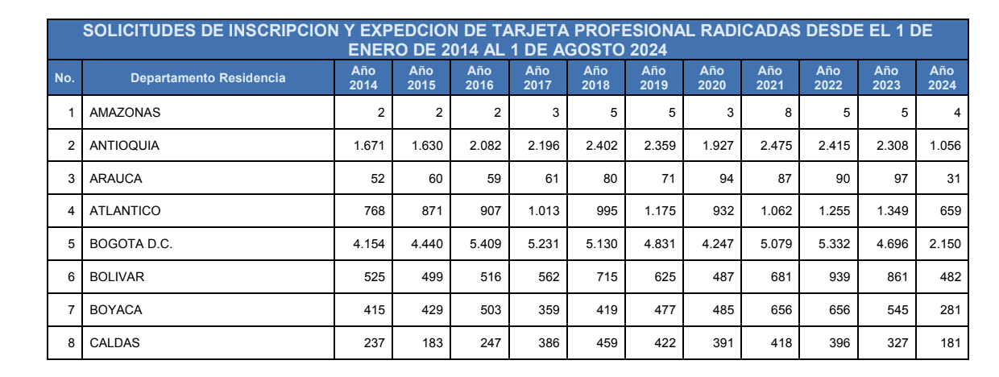 SOLICITUDES DE INSCRIPCION Y EXPEDCION DE TARJETA PROFESIONAL RADICADAS DESDE EL 1 DE
ENERO DE 2014 AL 1 DE AGOSTO 2024
No. Departamento Residencia Año 2014 Año 2015 Año 2016 Año 2017 Año 2018 Año 2019 Año 2020 Año 2021 Año 2022 Año 2023 Año 2024
1 AMAZONAS 2 2 2 3 5 5 3 8 5 5 4
2 ANTIOQUIA 1.671 1.630 2.082 2.196 2.402 2.359 1.927 2.475 2.415 2.308 1.056
3 ARAUCA 52 60 59 61 80 71 94 87 90 97 31
4 ATLANTICO 768 871 907 1.013 995 1.175 932 1.062 1.255 1.349 659
5 BOGOTA D.C. 4.154 4.440 5.409 5.231 5.130 4.831 4.247 5.079 5.332 4.696 2.150
6 BOLIVAR 525 499 516 562 715 625 487 681 939 861 482
7 BOYACA 415 429 503 359 419 477 485 656 656 545 281
8 CALDAS 237 183 247 386 459 422 391 418 396 327 181